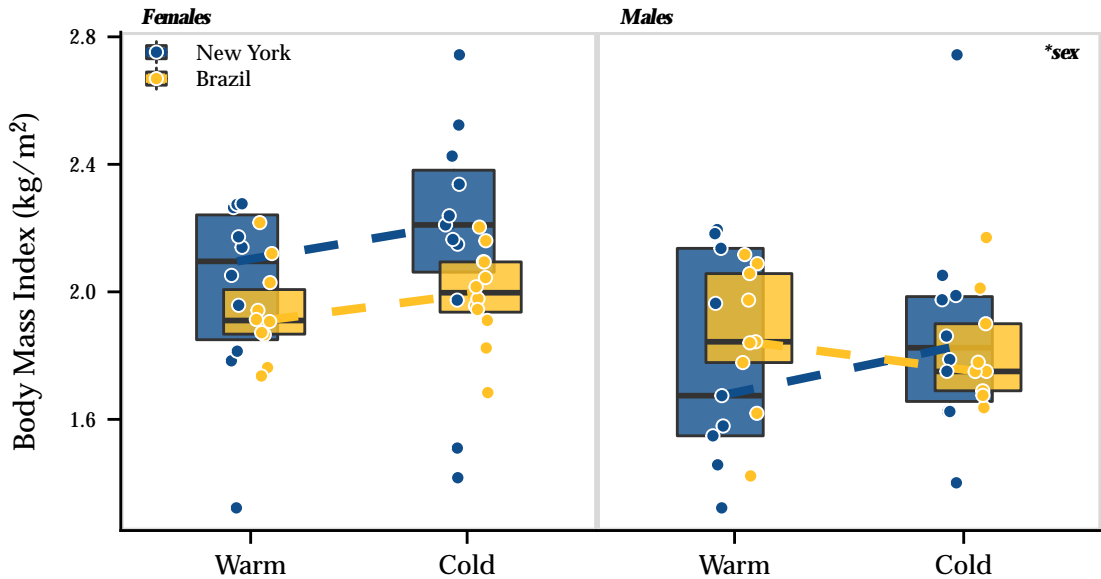 Females
Males
2.8
New York
*sex
Brazil
2.4
2.0
1.6
Body Mass Index (kg/m²)
Warm
Cold
Warm
Cold